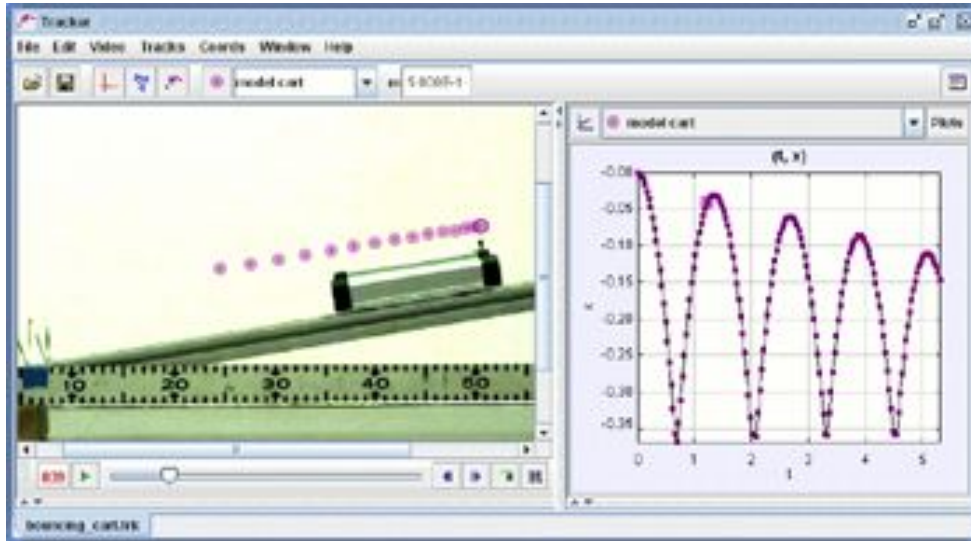 Tracker
File Edit Video Tracks Coords Window Help
model cart m
model cart Plots
(t, x)
-0.00
-0.05
-0.10
-0.15
-0.20
-0.25
-0.30
-0.35
x
0 1 2 3 4 5
t
10 20 30 40 50
039
bouncing_cart.trk